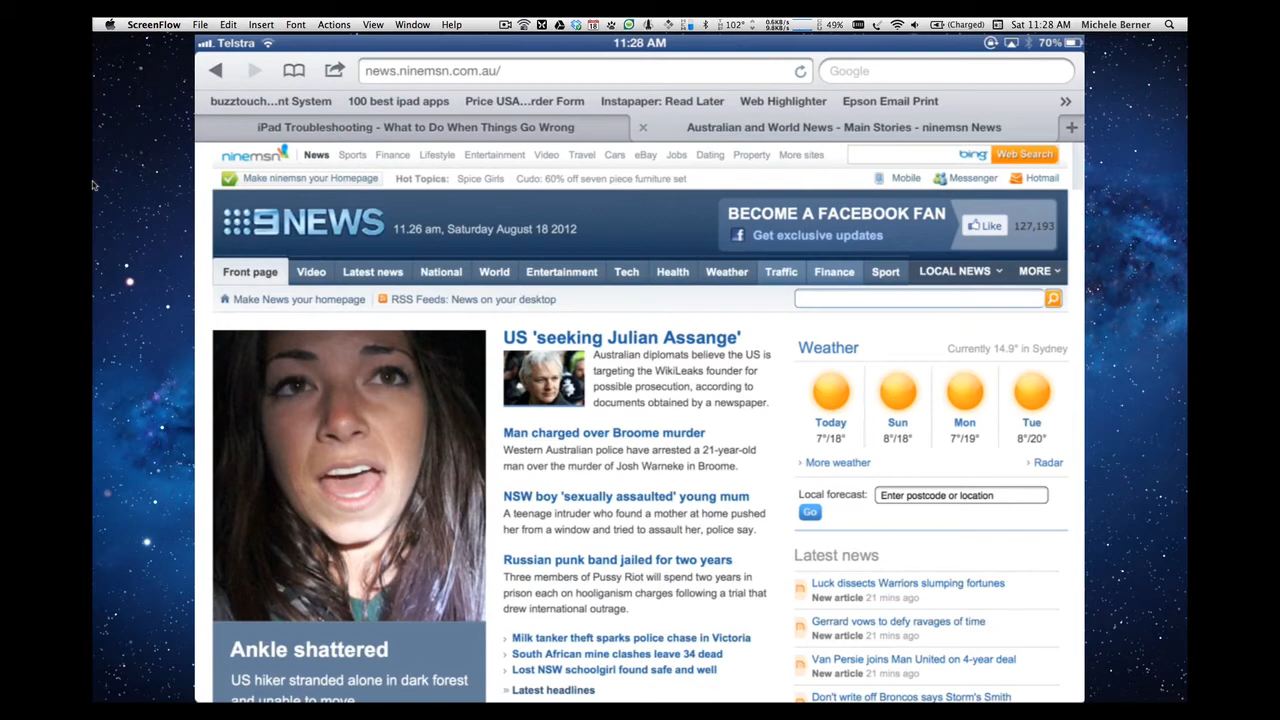 ScreenFlow File Edit Insert Font Actions View Window Help 102° 0.6KB/s 9.8KB/s 49% (Charged) Sat 11:28 AM Michele Berner
Telstra 11:28 AM 70%
news.ninemsn.com.au/ Google
buzztouch...nt System 100 best ipad apps Price USA...rder Form Instapaper: Read Later Web Highlighter Epson Email Print »
iPad Troubleshooting - What to Do When Things Go Wrong Australian and World News - Main Stories - ninemsn News
ninemsn News Sports Finance Lifestyle Entertainment Video Travel Cars eBay Jobs Dating Property More sites bing Web Search
Make ninemsn your Homepage Hot Topics: Spice Girls Cudo: 60% off seven piece furniture set Mobile Messenger Hotmail
9NEWS 11.26 am, Saturday August 18 2012
BECOME A FACEBOOK FAN
Get exclusive updates
Like 127,193
Front page Video Latest news National World Entertainment Tech Health Weather Traffic Finance Sport LOCAL NEWS MORE
Make News your homepage RSS Feeds: News on your desktop
Ankle shattered
US hiker stranded alone in dark forest
and unable to move
US 'seeking Julian Assange'
Australian diplomats believe the US is
targeting the WikiLeaks founder for
possible prosecution, according to
documents obtained by a newspaper.
Man charged over Broome murder
Western Australian police have arrested a 21-year-old
man over the murder of Josh Warneke in Broome.
NSW boy 'sexually assaulted' young mum
A teenage intruder who found a mother at home pushed
her from a window and tried to assault her, police say.
Russian punk band jailed for two years
Three members of Pussy Riot will spend two years in
prison each on hooliganism charges following a trial that
drew international outrage.
› Milk tanker theft sparks police chase in Victoria
› South African mine clashes leave 34 dead
› Lost NSW schoolgirl found safe and well
» Latest headlines
Weather Currently 14.9° in Sydney
Today Sun Mon Tue
7°/18° 8°/18° 7°/19° 8°/20°
› More weather › Radar
Local forecast: Enter postcode or location
Go
Latest news
Luck dissects Warriors slumping fortunes
New article 21 mins ago
Gerrard vows to defy ravages of time
New article 21 mins ago
Van Persie joins Man United on 4-year deal
New article 21 mins ago
Don't write off Broncos says Storm's Smith